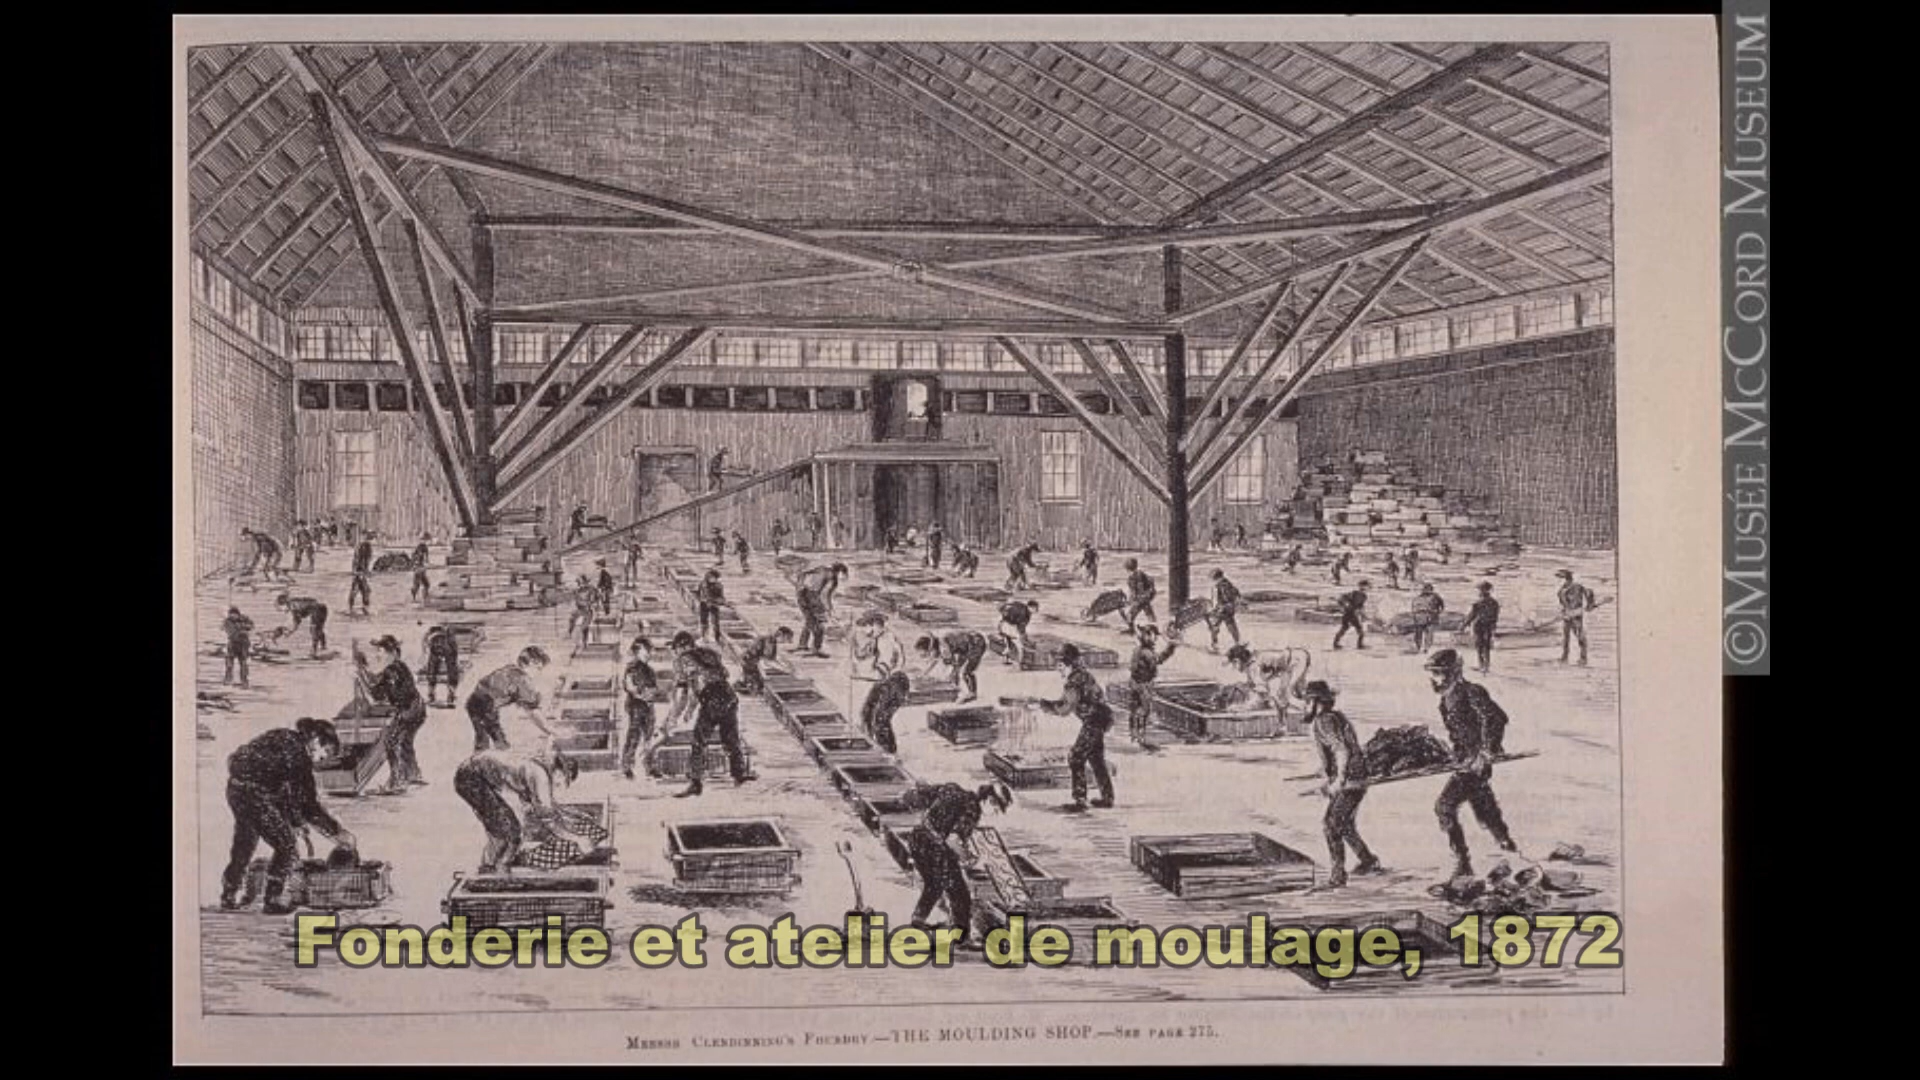 ©MUSÉE MCCORD MUSEUM
Fonderie et atelier de moulage, 1872
MESSRS CLENDINNING'S FOUNDRY.—THE MOULDING SHOP.—SEE PAGE 275.